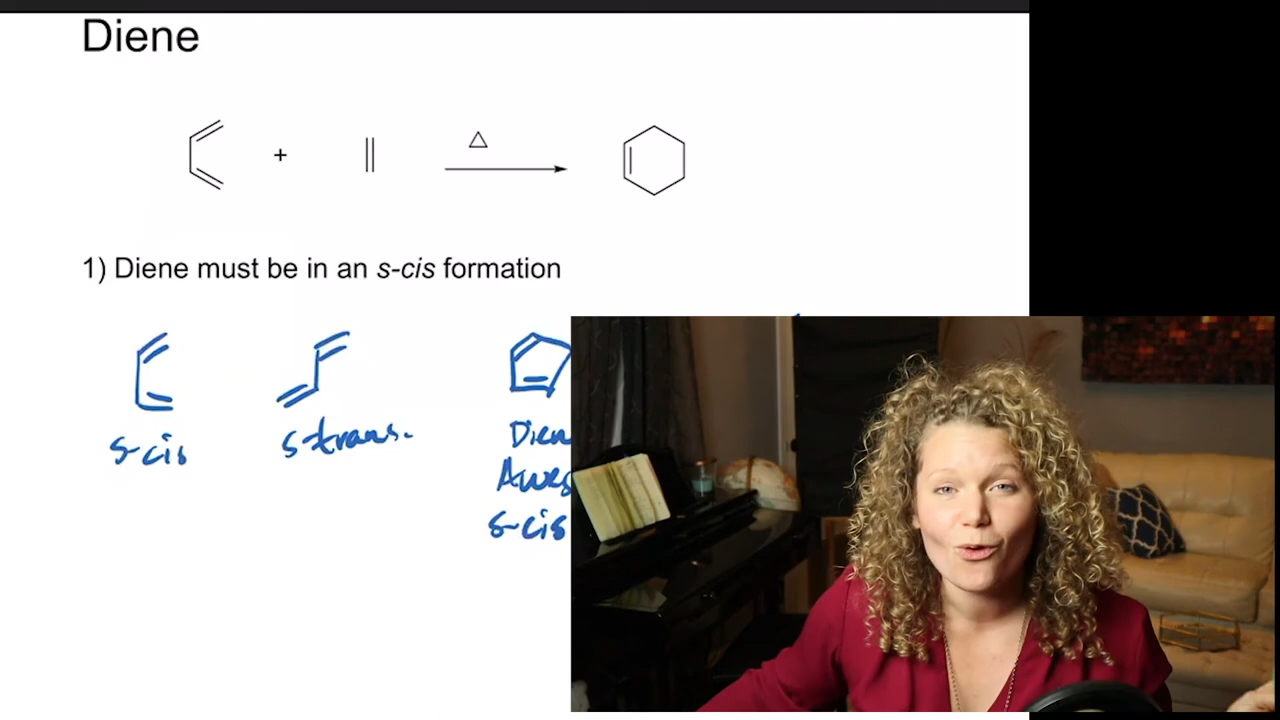 Diene
+
△
1) Diene must be in an s-cis formation
s-cis
s-trans.
s-cis